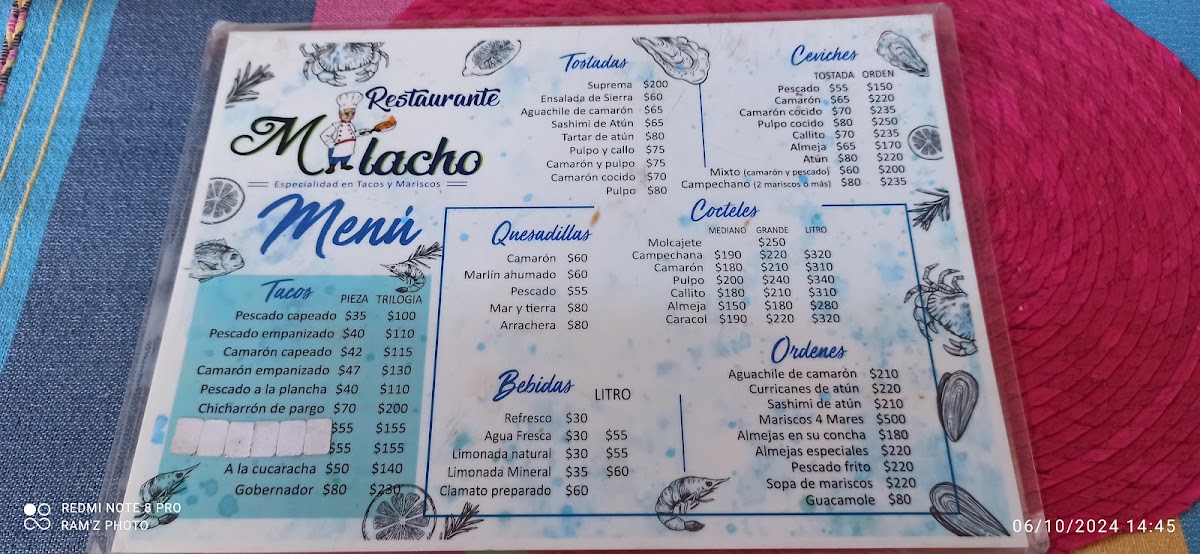 Restaurante
Milacho
Especialidad en Tacos y Mariscos
Menú
Tacos
PIEZA TRILOGIA
Pescado capeado $35 $100
Pescado empanizado $40 $110
Camarón capeado $42 $115
Camarón empanizado $47 $130
Pescado a la plancha $40 $110
Chicharrón de pargo $70 $200
$55 $155
$55 $155
A la cucaracha $50 $140
Gobernador $80 $230
Tostadas
Suprema $200
Ensalada de Sierra $60
Aguachile de camarón $65
Sashimi de Atún $65
Tartar de atún $80
Pulpo y callo $75
Camarón y pulpo $75
Camarón cocido $70
Pulpo $80
Ceviches
TOSTADA ORDEN
Pescado $55 $150
Camarón $65 $220
Camarón cocido $70 $235
Pulpo cocido $80 $250
Callito $70 $235
Almeja $65 $170
Atún $80 $220
Mixto (camarón y pescado) $60 $200
Campechano (2 mariscos o más) $80 $235
Quesadillas
Camarón $60
Marlín ahumado $60
Pescado $55
Mar y tierra $80
Arrachera $80
Cocteles
MEDIANO GRANDE LITRO
Molcajete $250
Campechana $190 $220 $320
Camarón $180 $210 $310
Pulpo $200 $240 $340
Callito $180 $210 $310
Almeja $150 $180 $280
Caracol $190 $220 $320
Bebidas
LITRO
Refresco $30
Agua Fresca $30 $55
Limonada natural $30 $55
Limonada Mineral $35 $60
Clamato preparado $60
Ordenes
Aguachile de camarón $210
Curricanes de atún $220
Sashimi de atún $210
Mariscos 4 Mares $500
Almejas en su concha $180
Almejas especiales $220
Pescado frito $220
Sopa de mariscos $220
Guacamole $80
REDMI NOTE 8 PRO
RAM'Z PHOTO
06/10/2024 14:45